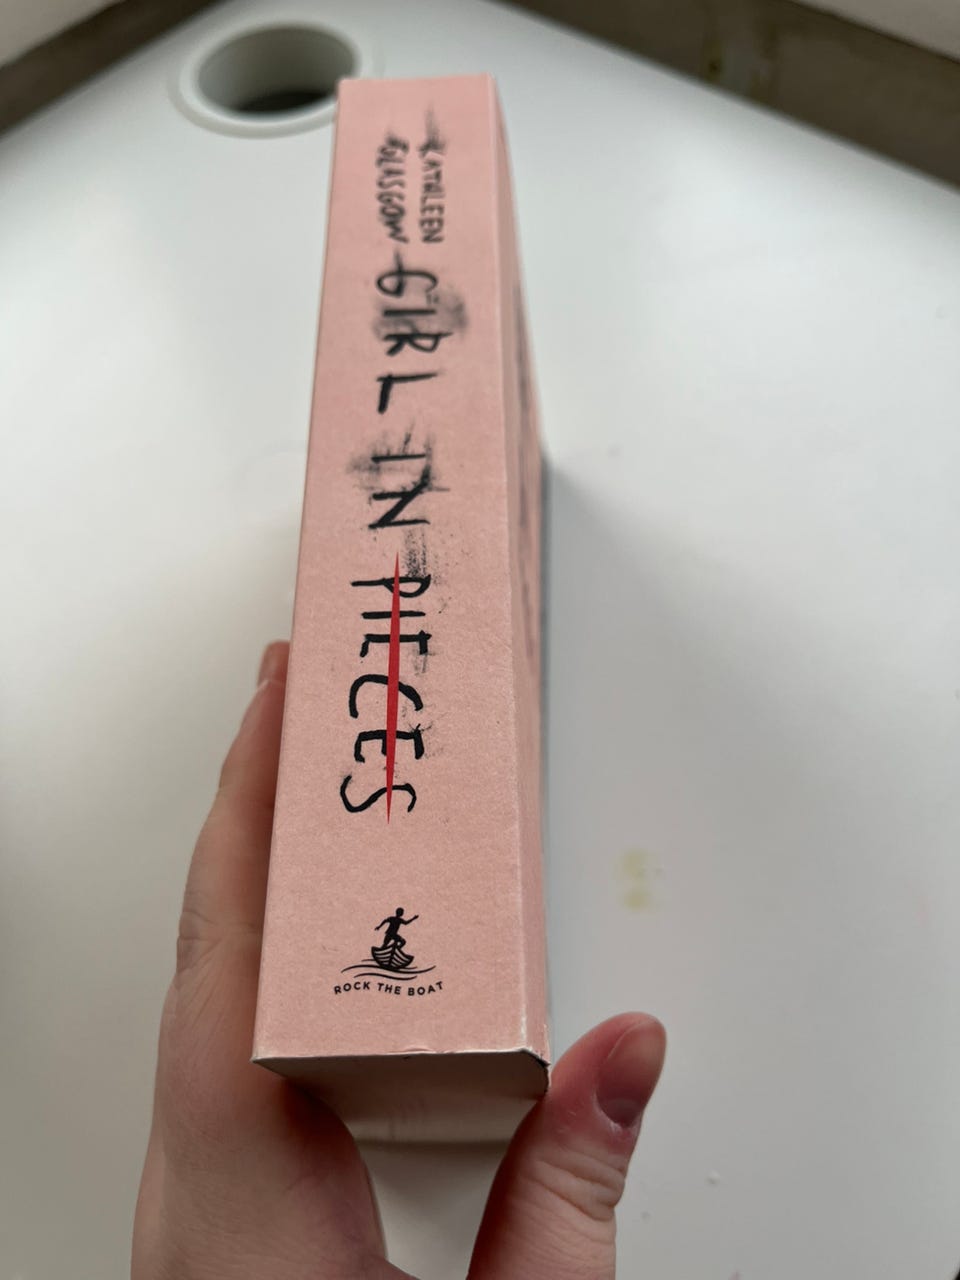 KATHLEEN
GLASGOW
GIRL IN PIECES
ROCK THE BOAT